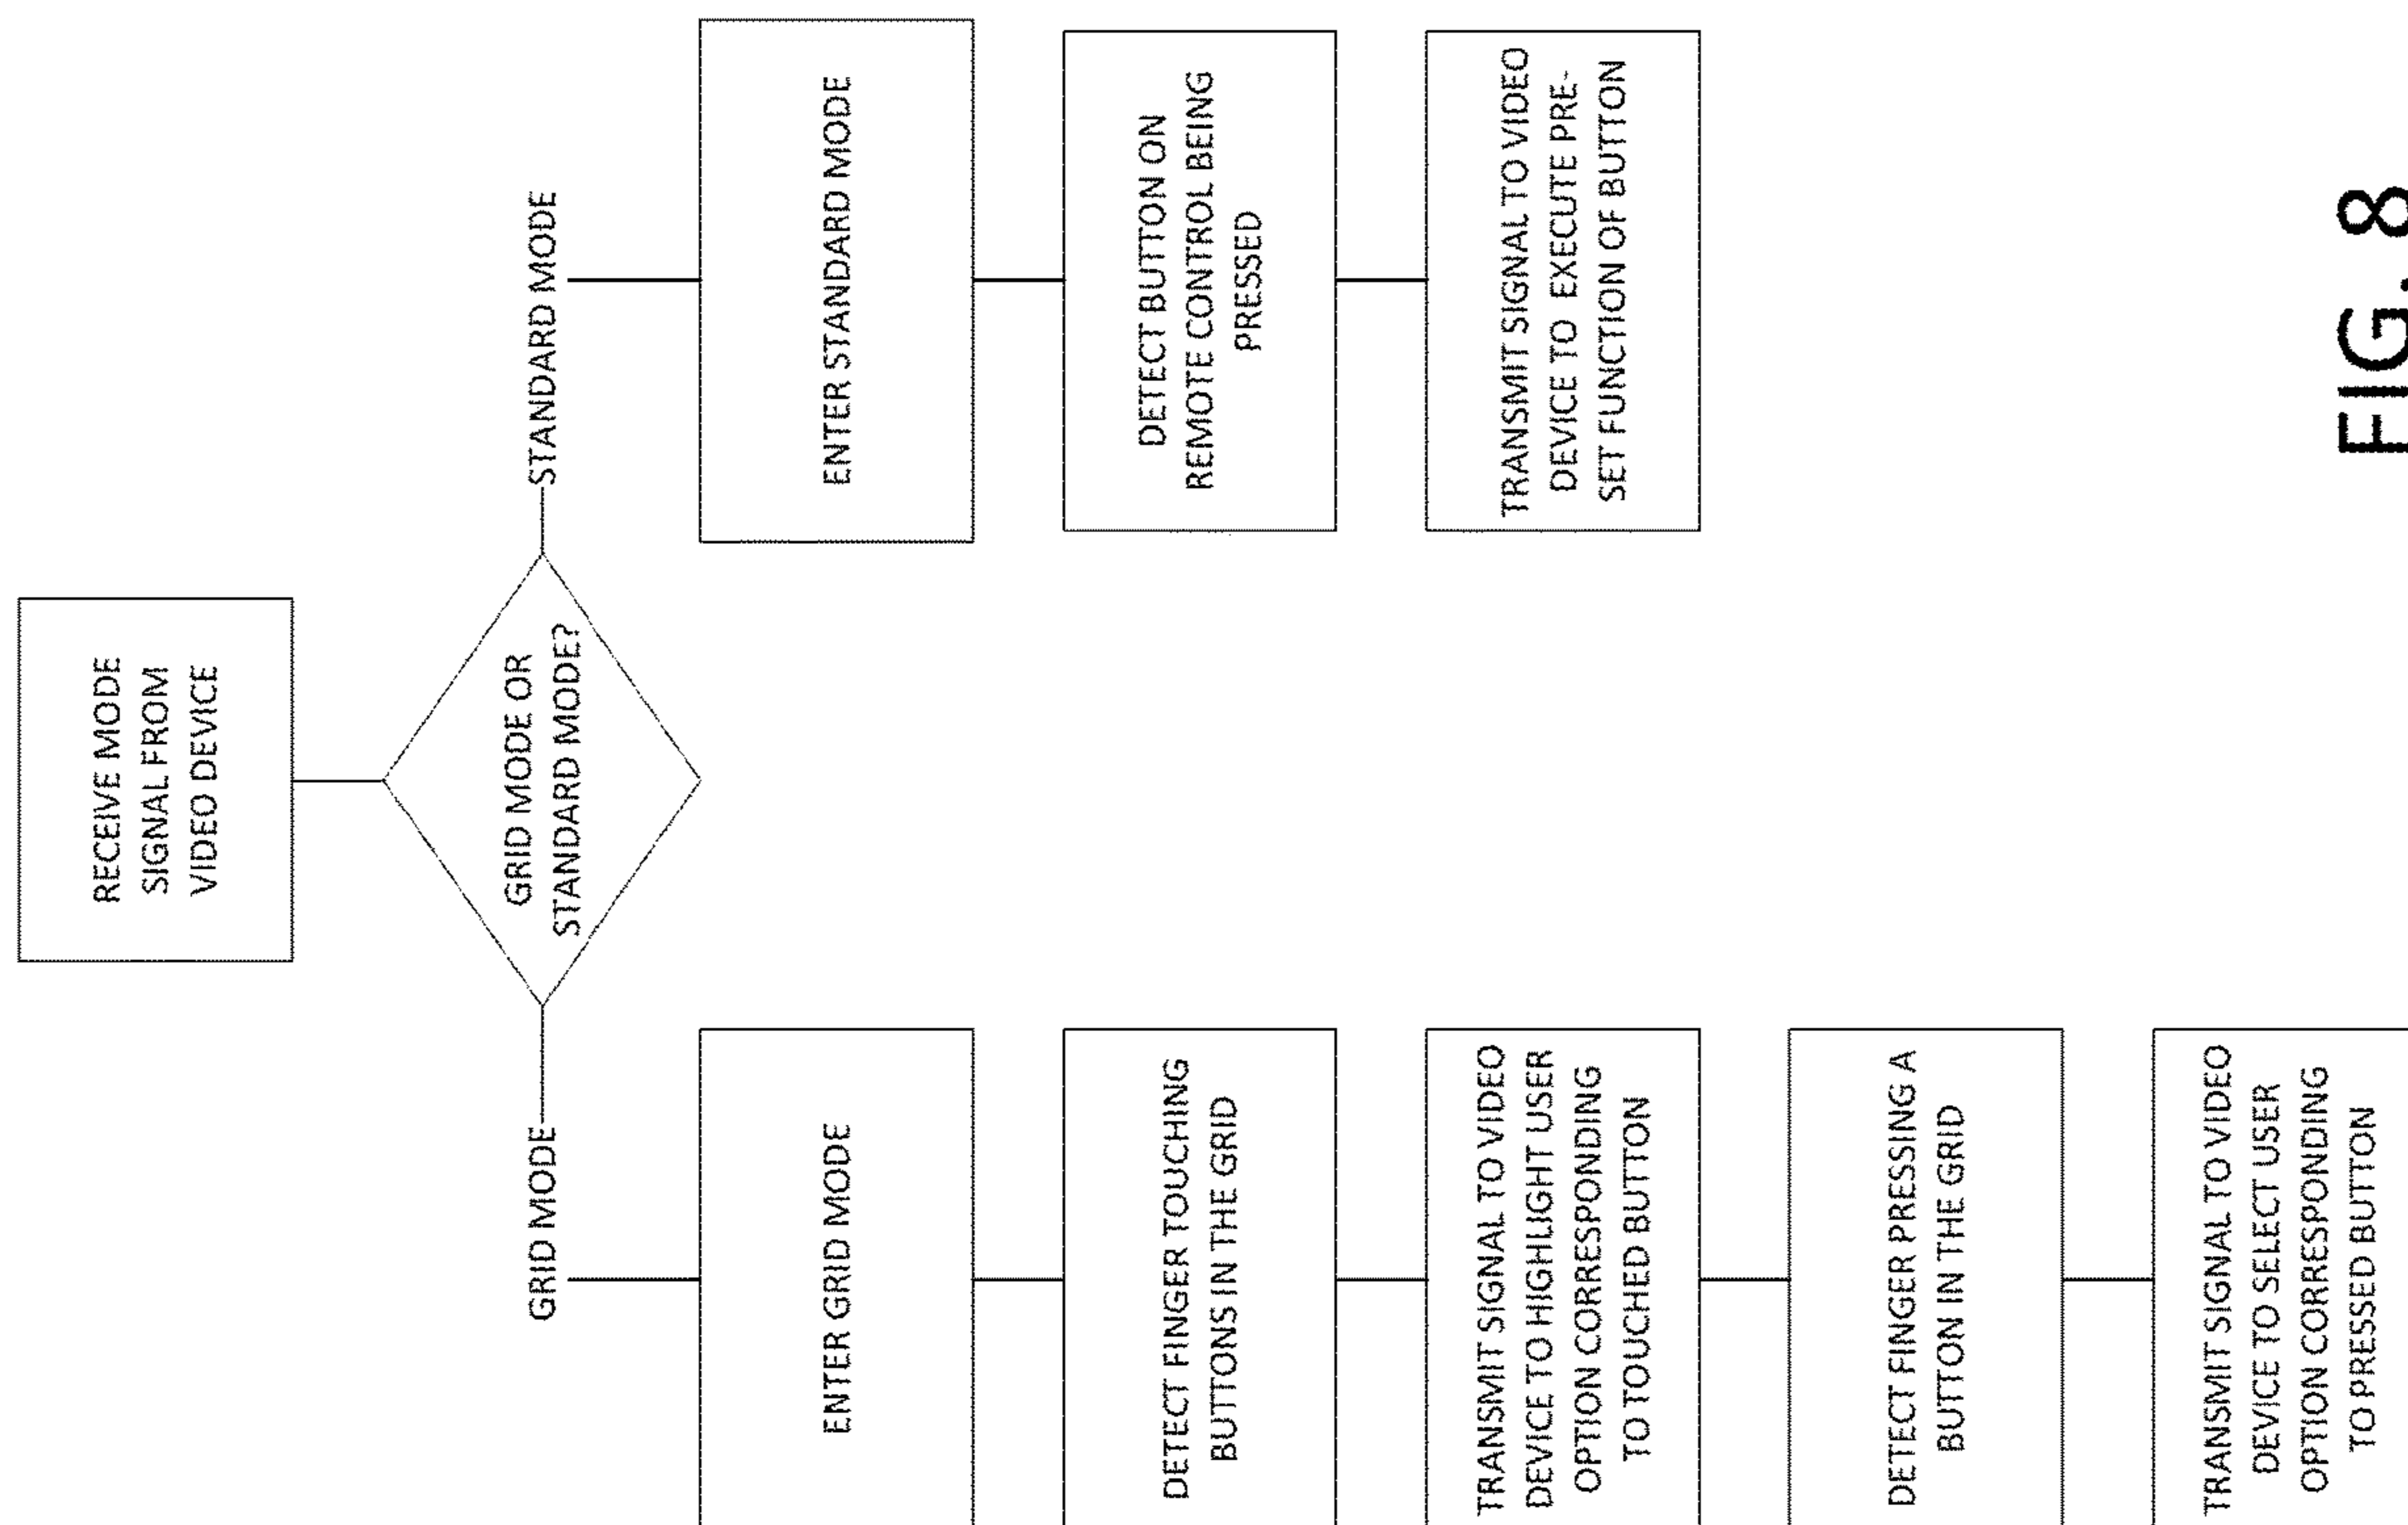 RECEIVE MODE
SIGNAL FROM
VIDEO DEVICE
GRID MODE OR
STANDARD MODE?
GRID MODE
STANDARD MODE
ENTER GRID MODE
DETECT FINGER TOUCHING
BUTTONS IN THE GRID
TRANSMIT SIGNAL TO VIDEO
DEVICE TO HIGHLIGHT USER
OPTION CORRESPONDING
TO TOUCHED BUTTON
DETECT FINGER PRESSING A
BUTTON IN THE GRID
TRANSMIT SIGNAL TO VIDEO
DEVICE TO SELECT USER
OPTION CORRESPONDING
TO PRESSED BUTTON
ENTER STANDARD MODE
DETECT BUTTON ON
REMOTE CONTROL BEING
PRESSED
TRANSMIT SIGNAL TO VIDEO
DEVICE TO EXECUTE PRE-
SET FUNCTION OF BUTTON
FIG. 8